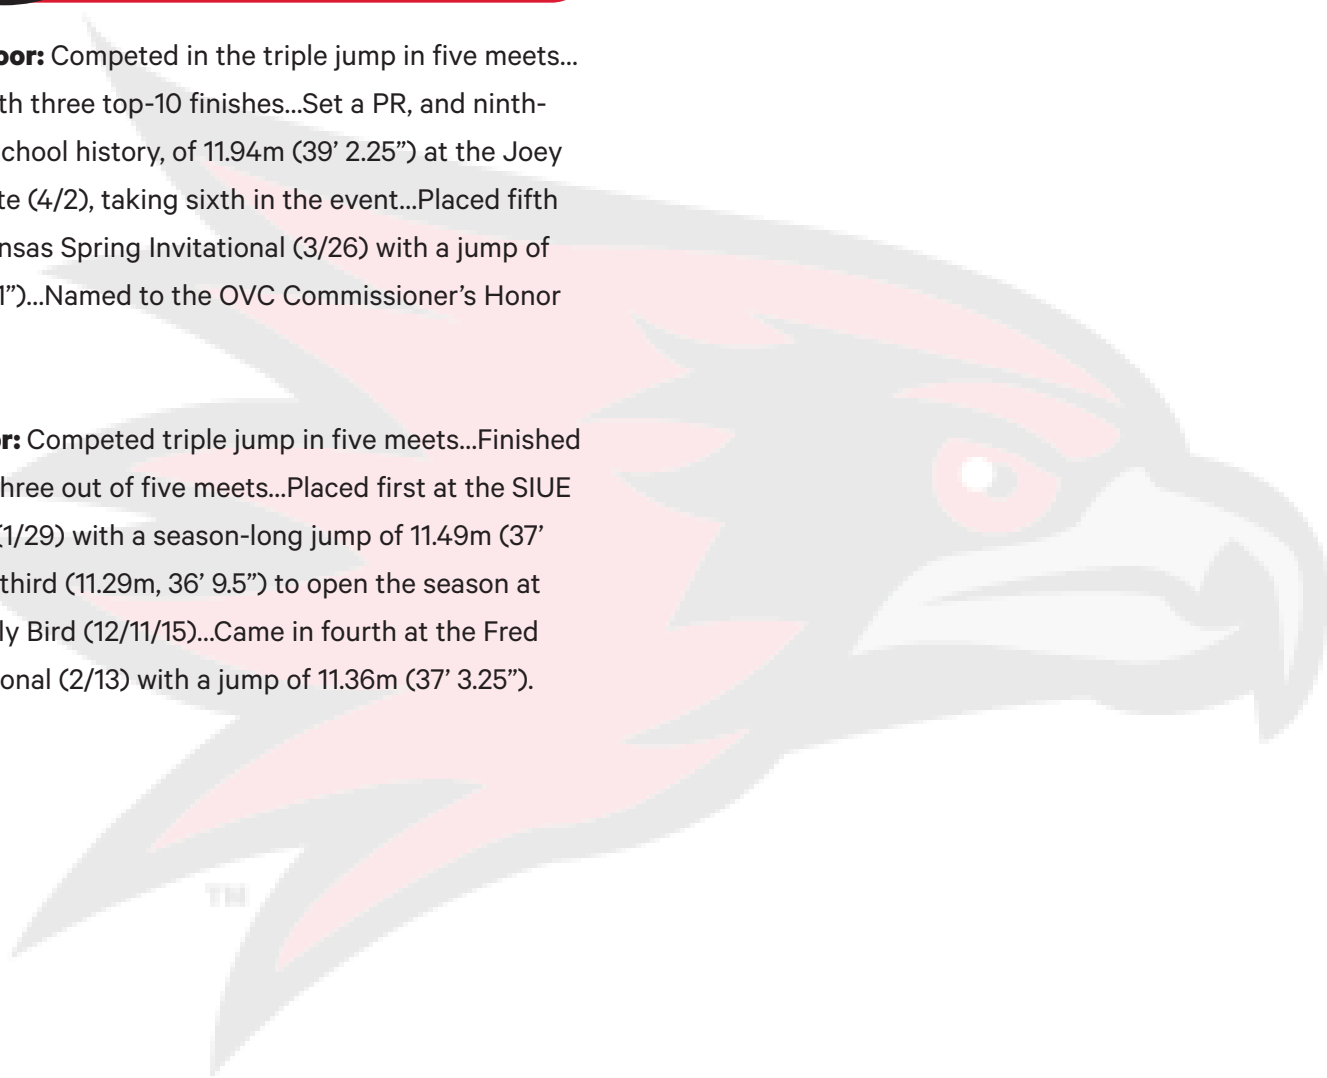 oor: Competed in the triple jump in five meets...
th three top-10 finishes...Set a PR, and ninth-
chool history, of 11.94m (39’ 2.25”) at the Joey
te (4/2), taking sixth in the event...Placed fifth
nsas Spring Invitational (3/26) with a jump of
1”)...Named to the OVC Commissioner’s Honor
r: Competed triple jump in five meets...Finished
hree out of five meets...Placed first at the SIUE
(1/29) with a season-long jump of 11.49m (37’
third (11.29m, 36’ 9.5”) to open the season at
ly Bird (12/11/15)...Came in fourth at the Fred
onal (2/13) with a jump of 11.36m (37’ 3.25”).
TM